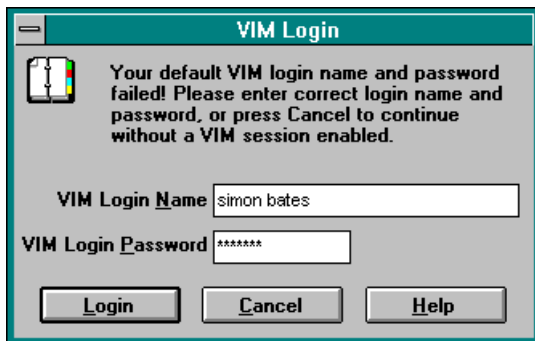 VIM Login
Your default VIM login name and password
failed! Please enter correct login name and
password, or press Cancel to continue
without a VIM session enabled.
VIM Login Name simon bates
VIM Login Password *******
Login Cancel Help